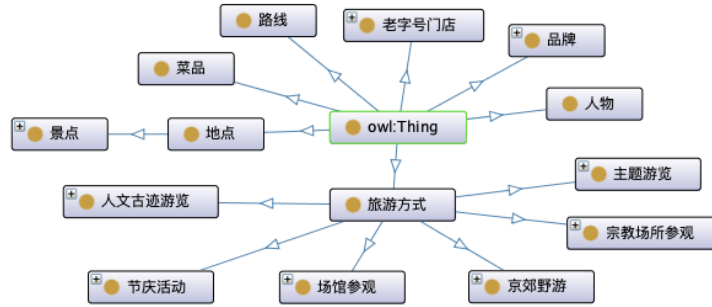 路线
老字号门店
品牌
菜品
人物
owl:Thing
景点
地点
主题游览
人文古迹游览
旅游方式
宗教场所参观
节庆活动
场馆参观
京郊野游